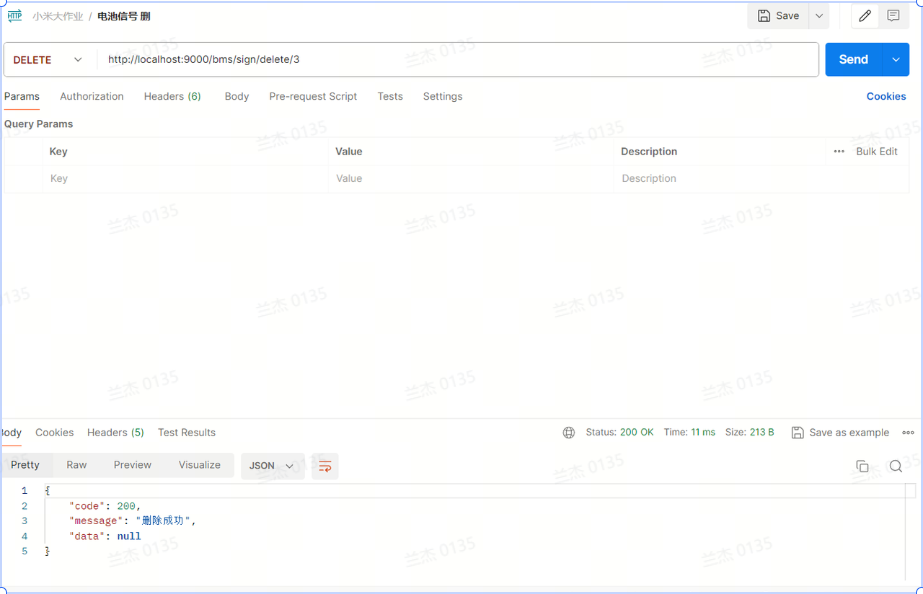 HTTP 小米大作业 / 电池信号 删 Save
DELETE http://localhost:9000/bms/sign/delete/3 Send
Params Authorization Headers (6) Body Pre-request Script Tests Settings Cookies
Query Params
Key Value Description ••• Bulk Edit
Key Value Description
Body Cookies Headers (5) Test Results Status: 200 OK Time: 11 ms Size: 213 B Save as example •••
Pretty Raw Preview Visualize JSON
1 {
2 "code": 200,
3 "message": "删除成功",
4 "data": null
5 }
兰杰 0135